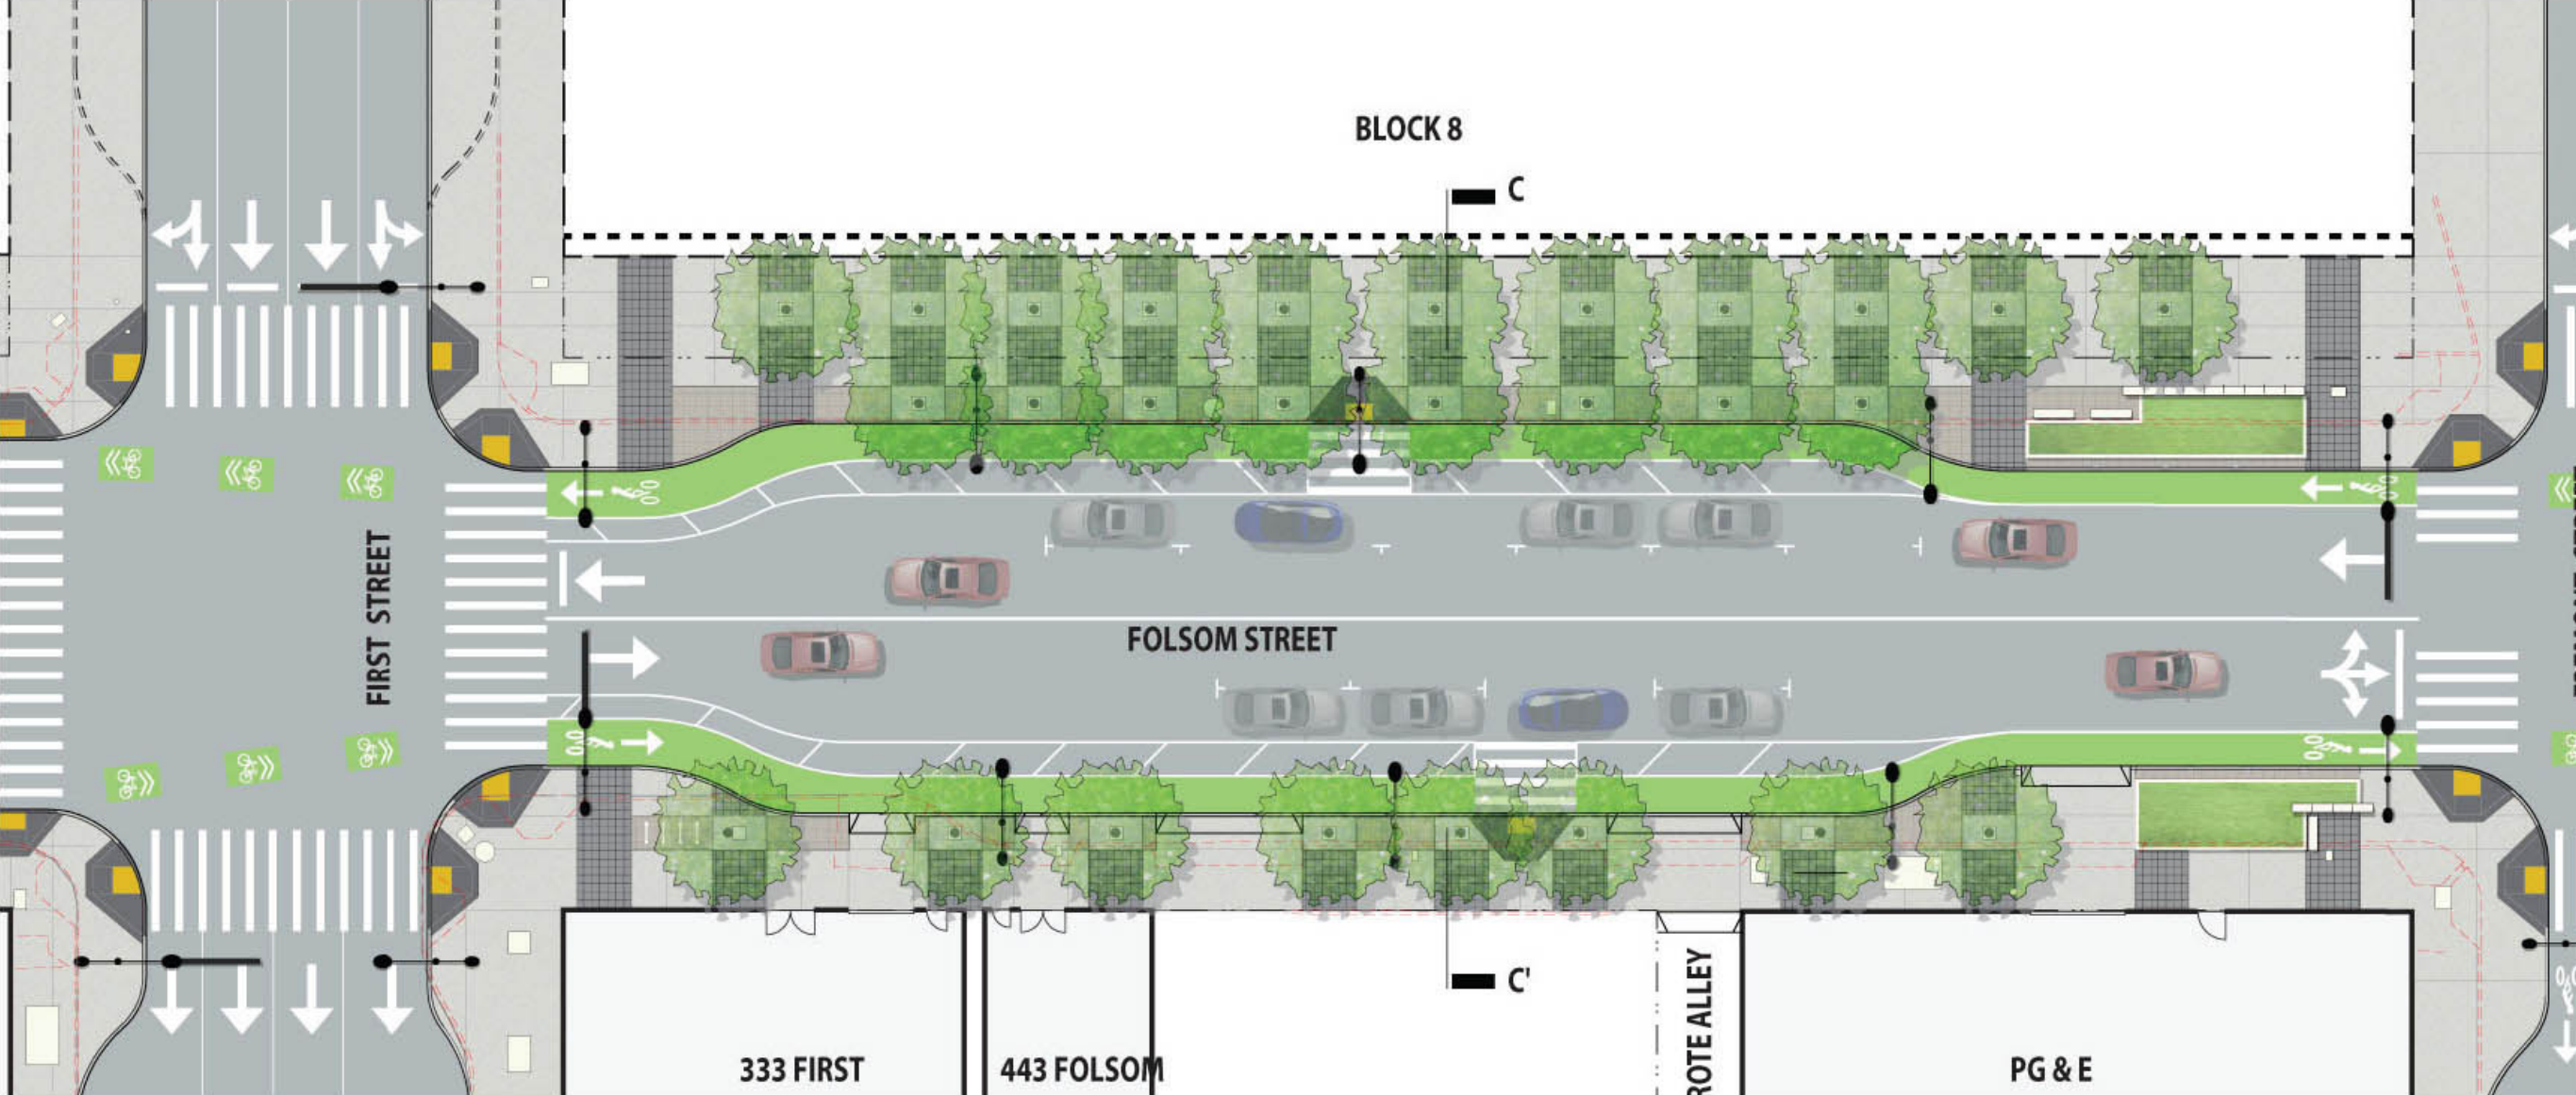 BLOCK 8
C
FIRST STREET
FOLSOM STREET
C'
ROTE ALLEY
333 FIRST
443 FOLSOM
PG & E